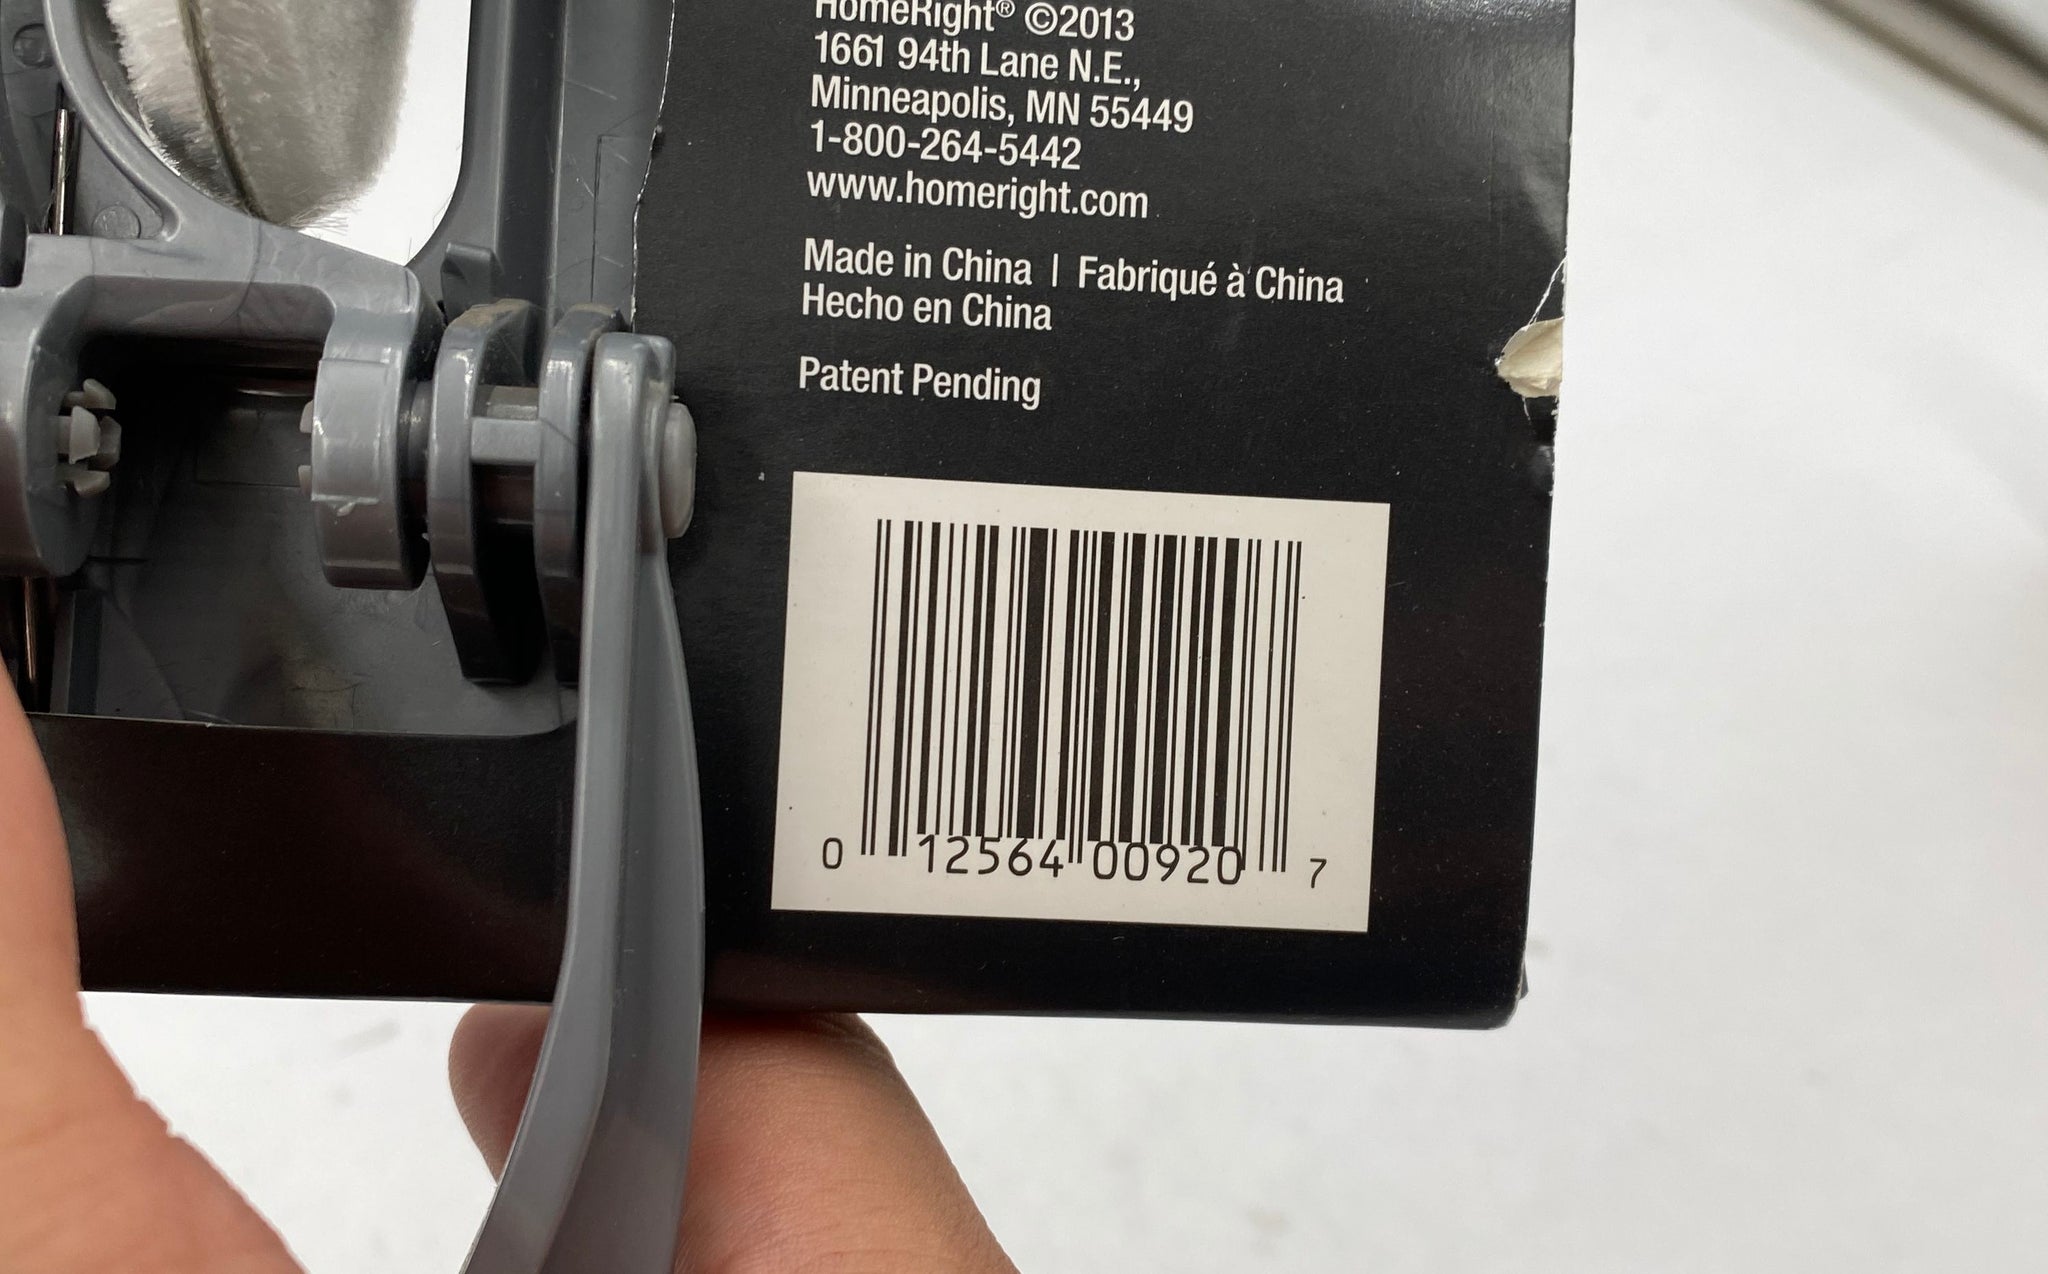 HomeRight® ©2013
1661 94th Lane N.E.,
Minneapolis, MN 55449
1-800-264-5442
www.homeright.com
Made in China | Fabriqué à China
Hecho en China
Patent Pending
0 12564 00920 7